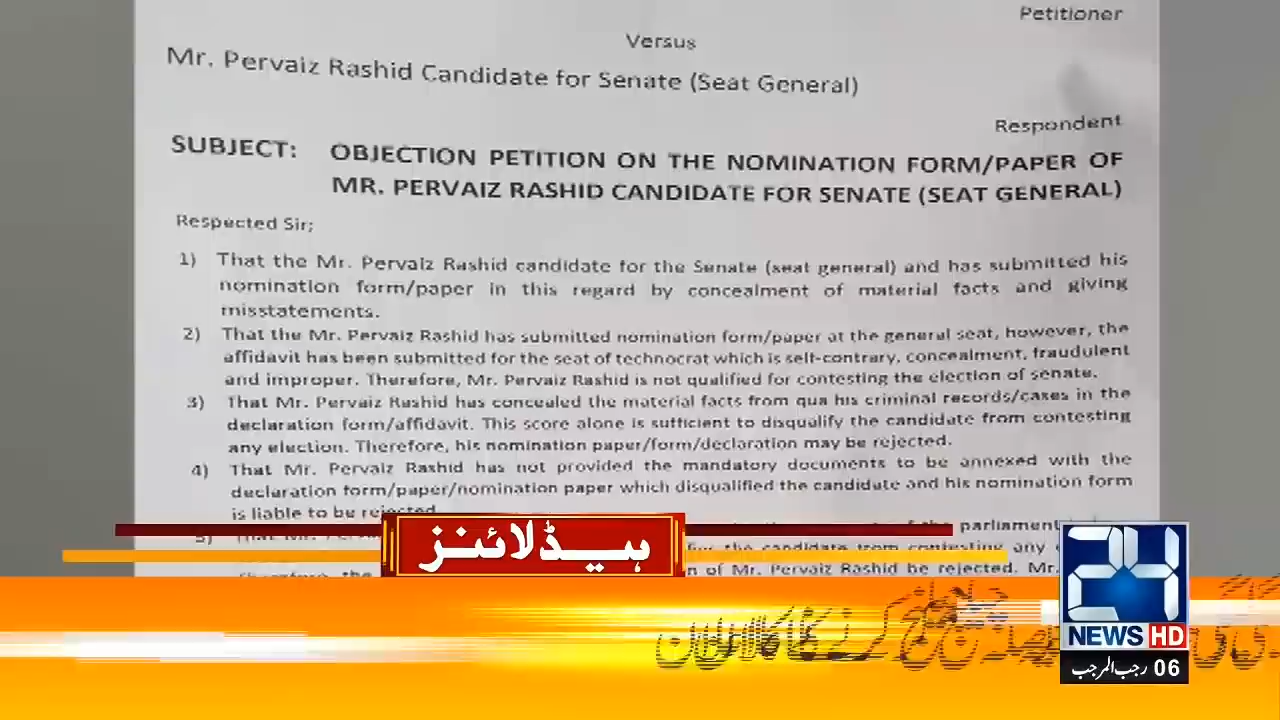 Petitioner
Versus
Mr. Pervaiz Rashid Candidate for Senate (Seat General)
Respondent
SUBJECT: OBJECTION PETITION ON THE NOMINATION FORM/PAPER OF
MR. PERVAIZ RASHID CANDIDATE FOR SENATE (SEAT GENERAL)
Respected Sir;
1) That the Mr. Pervaiz Rashid candidate for the Senate (seat general) and has submitted his
nomination form/paper in this regard by concealment of material facts and giving
misstatements.
2) That the Mr. Pervaiz Rashid has submitted nomination form/paper at the general seat, however, the
affidavit has been submitted for the seat of technocrat which is self-contrary, concealment, fraudulent
and improper. Therefore, Mr. Pervaiz Rashid is not qualified for contesting the election of senate.
3) That Mr. Pervaiz Rashid has concealed the material facts from qua his criminal records/cases in the
declaration form/affidavit. This score alone is sufficient to disqualify the candidate from contesting
any election. Therefore, his nomination paper/form/declaration may be rejected.
4) That Mr. Pervaiz Rashid has not provided the mandatory documents to be annexed with the
declaration form/paper/nomination paper which disqualified the candidate and his nomination form
is liable to be rejected.
5) That Mr. of the parliament
the candidate from contesting any
Therefore, the of Mr. Pervaiz Rashid be rejected. Mr.
ہیڈلائنز
24
NEWS HD
06 رجب المرجب